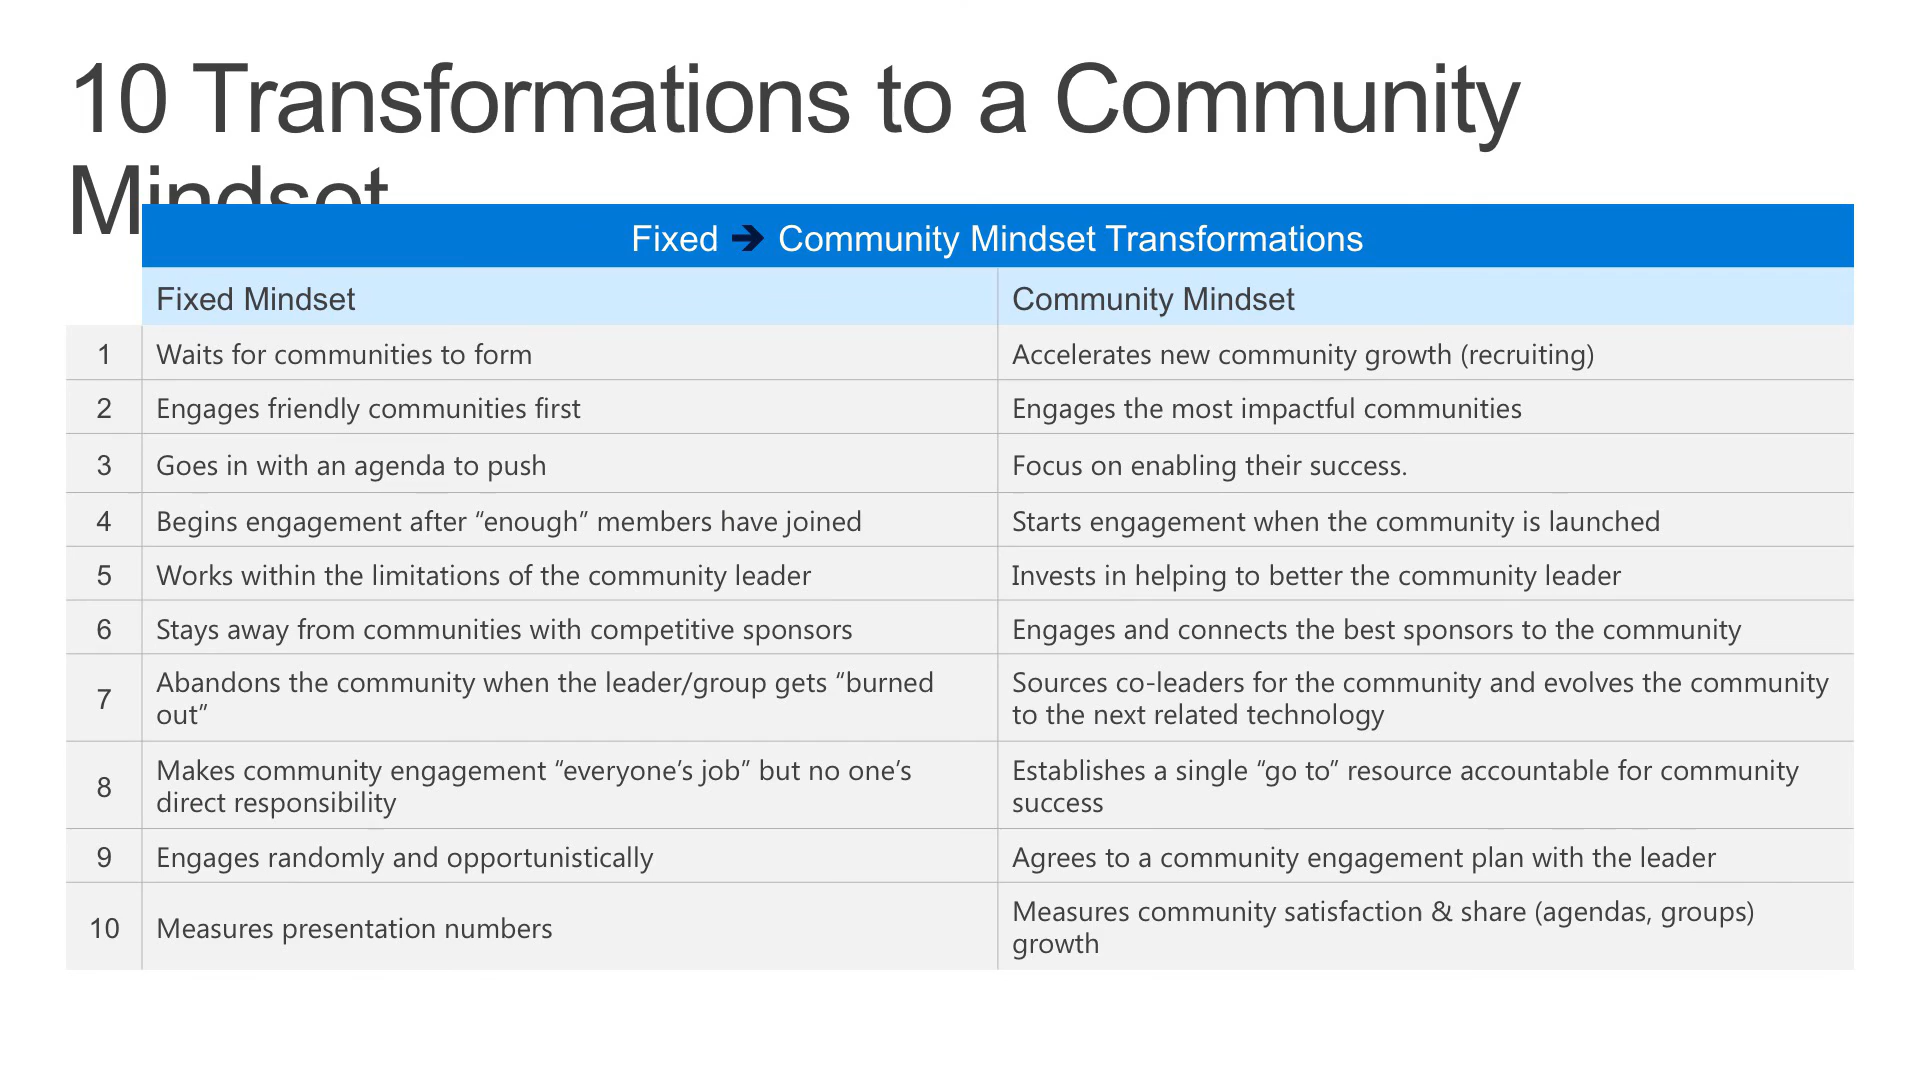 10 Transformations to a Community
Mindset
Fixed ➔ Community Mindset Transformations
Fixed Mindset
Community Mindset
1
Waits for communities to form
Accelerates new community growth (recruiting)
2
Engages friendly communities first
Engages the most impactful communities
3
Goes in with an agenda to push
Focus on enabling their success.
4
Begins engagement after “enough” members have joined
Starts engagement when the community is launched
5
Works within the limitations of the community leader
Invests in helping to better the community leader
6
Stays away from communities with competitive sponsors
Engages and connects the best sponsors to the community
7
Abandons the community when the leader/group gets “burned
out”
Sources co-leaders for the community and evolves the community
to the next related technology
8
Makes community engagement “everyone’s job” but no one’s
direct responsibility
Establishes a single “go to” resource accountable for community
success
9
Engages randomly and opportunistically
Agrees to a community engagement plan with the leader
10
Measures presentation numbers
Measures community satisfaction & share (agendas, groups)
growth